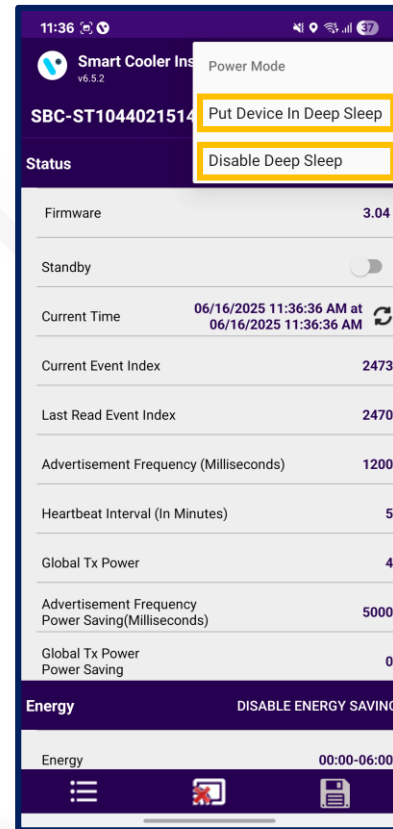 11:36
37
Smart Cooler Ins
v6.5.2
Power Mode
SBC-ST1044021514
Put Device In Deep Sleep
Disable Deep Sleep
Status
Firmware 3.04
Standby
Current Time 06/16/2025 11:36:36 AM at
06/16/2025 11:36:36 AM
Current Event Index 2473
Last Read Event Index 2470
Advertisement Frequency (Milliseconds) 1200
Heartbeat Interval (In Minutes) 5
Global Tx Power 4
Advertisement Frequency
Power Saving(Milliseconds) 5000
Global Tx Power
Power Saving 0
Energy DISABLE ENERGY SAVING
Energy 00:00-06:00